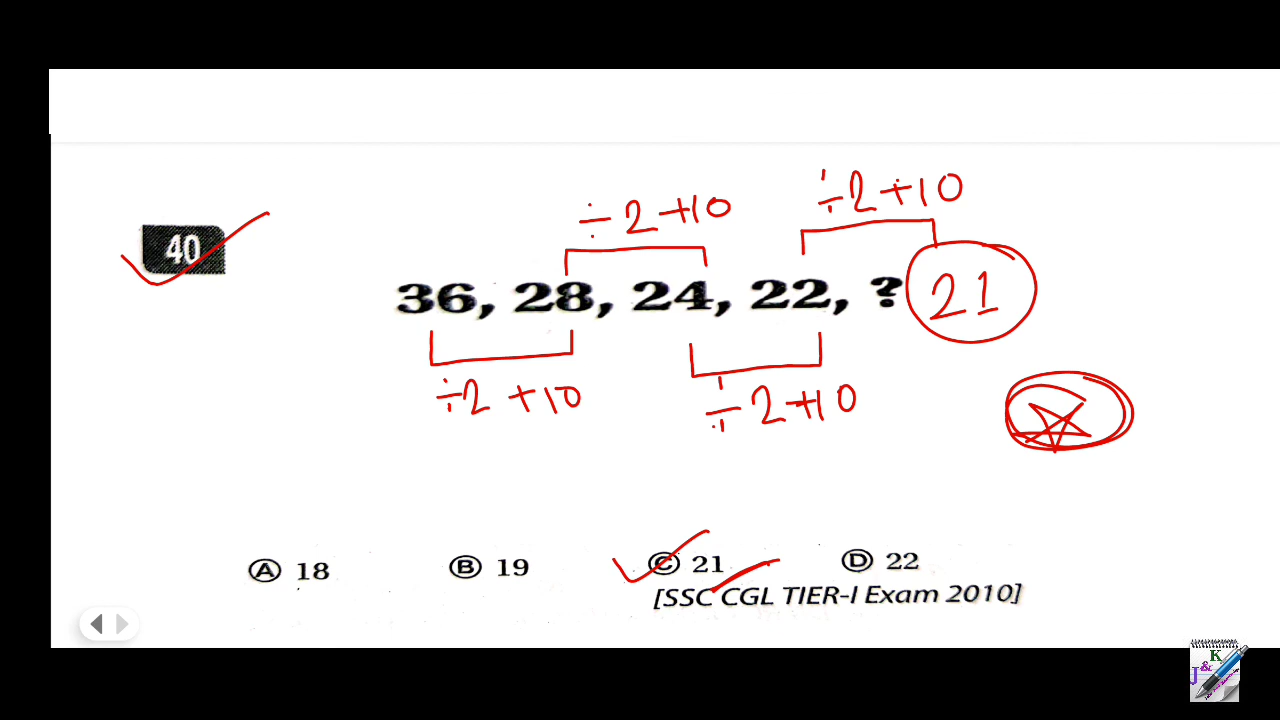 ÷2+10
÷2+10
40
36, 28, 24, 22, ? 21
÷2 +10
÷2+10
A 18 B 19 C 21 D 22
[SSC CGL TIER-I Exam 2010]
J&K